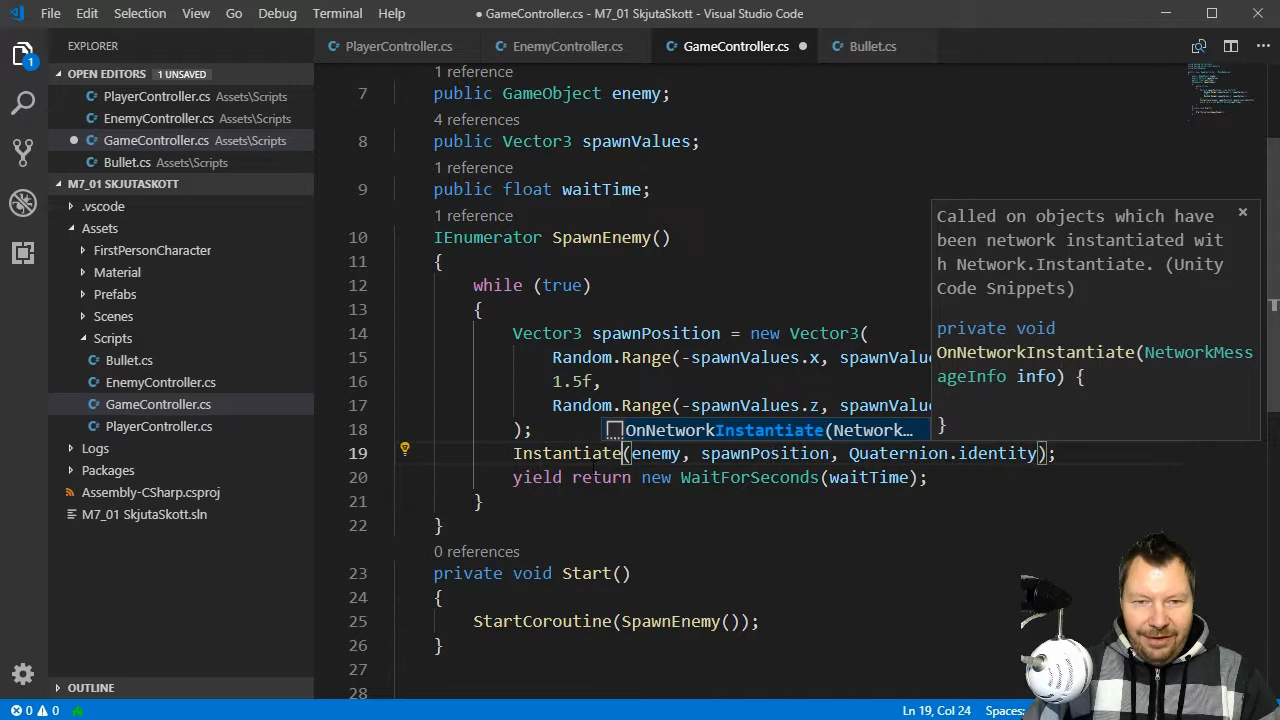 File Edit Selection View Go Debug Terminal Help
● GameController.cs - M7_01 SkjutaSkott - Visual Studio Code
EXPLORER
OPEN EDITORS 1 UNSAVED
PlayerController.cs Assets\Scripts
EnemyController.cs Assets\Scripts
GameController.cs Assets\Scripts
Bullet.cs Assets\Scripts
M7_01 SKJUTASKOTT
.vscode
Assets
FirstPersonCharacter
Material
Prefabs
Scenes
Scripts
Bullet.cs
EnemyController.cs
GameController.cs
PlayerController.cs
Logs
Packages
Assembly-CSharp.csproj
M7_01 SkjutaSkott.sln
OUTLINE
1
PlayerController.cs EnemyController.cs GameController.cs Bullet.cs
1 reference
7 public GameObject enemy;
4 references
8 public Vector3 spawnValues;
1 reference
9 public float waitTime;
1 reference
10 IEnumerator SpawnEnemy()
11 {
12 while (true)
13 {
14 Vector3 spawnPosition = new Vector3(
15 Random.Range(-spawnValues.x, spawnValu
16 1.5f,
17 Random.Range(-spawnValues.z, spawnValu
18 );
19 Instantiate(enemy, spawnPosition, Quaternion.identity);
20 yield return new WaitForSeconds(waitTime);
21 }
22 }
0 references
23 private void Start()
24 {
25 StartCoroutine(SpawnEnemy());
26 }
27
28
OnNetworkInstantiate(Network…
Called on objects which have
been network instantiated wit
h Network.Instantiate. (Unity
Code Snippets)
private void
OnNetworkInstantiate(NetworkMess
ageInfo info) {
}
0 0
Ln 19, Col 24 Spaces: